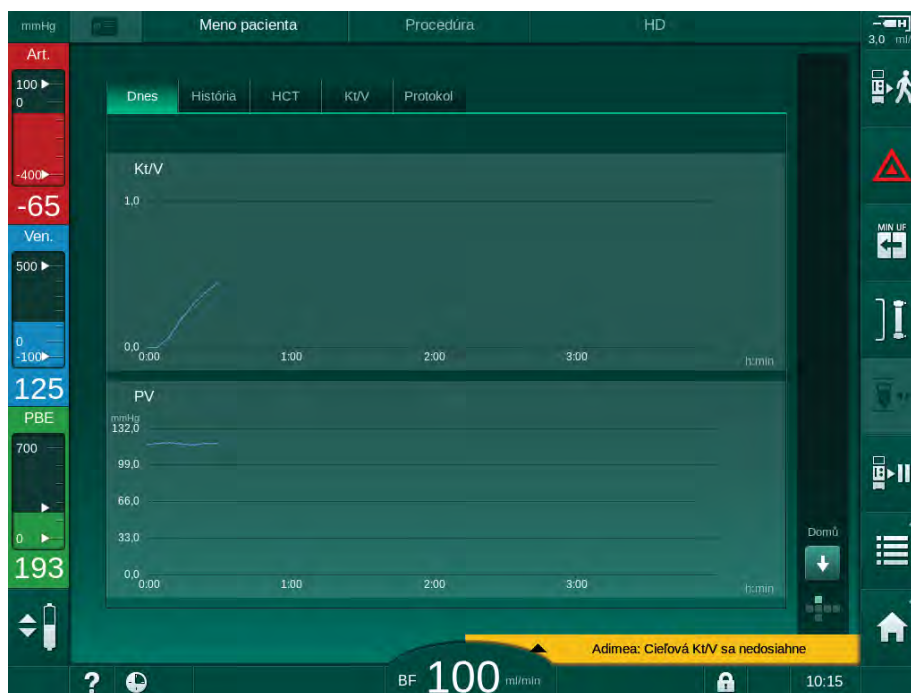 mmHg
Meno pacienta
Procedúra
HD
3,0 ml/
Art.
100
0
-400
-65
Ven.
500
0
-100
125
PBE
700
0
193
Dnes
História
HCT
Kt/V
Protokol
Kt/V
1,0
0,0
0:00
1:00
2:00
3:00
h:min
PV
mmHg
132,0
99,0
66,0
33,0
0,0
0:00
1:00
2:00
3:00
h:min
Domů
MIN UF
Adimea: Cieľová Kt/V sa nedosiahne
?
BF 100 ml/min
10:15